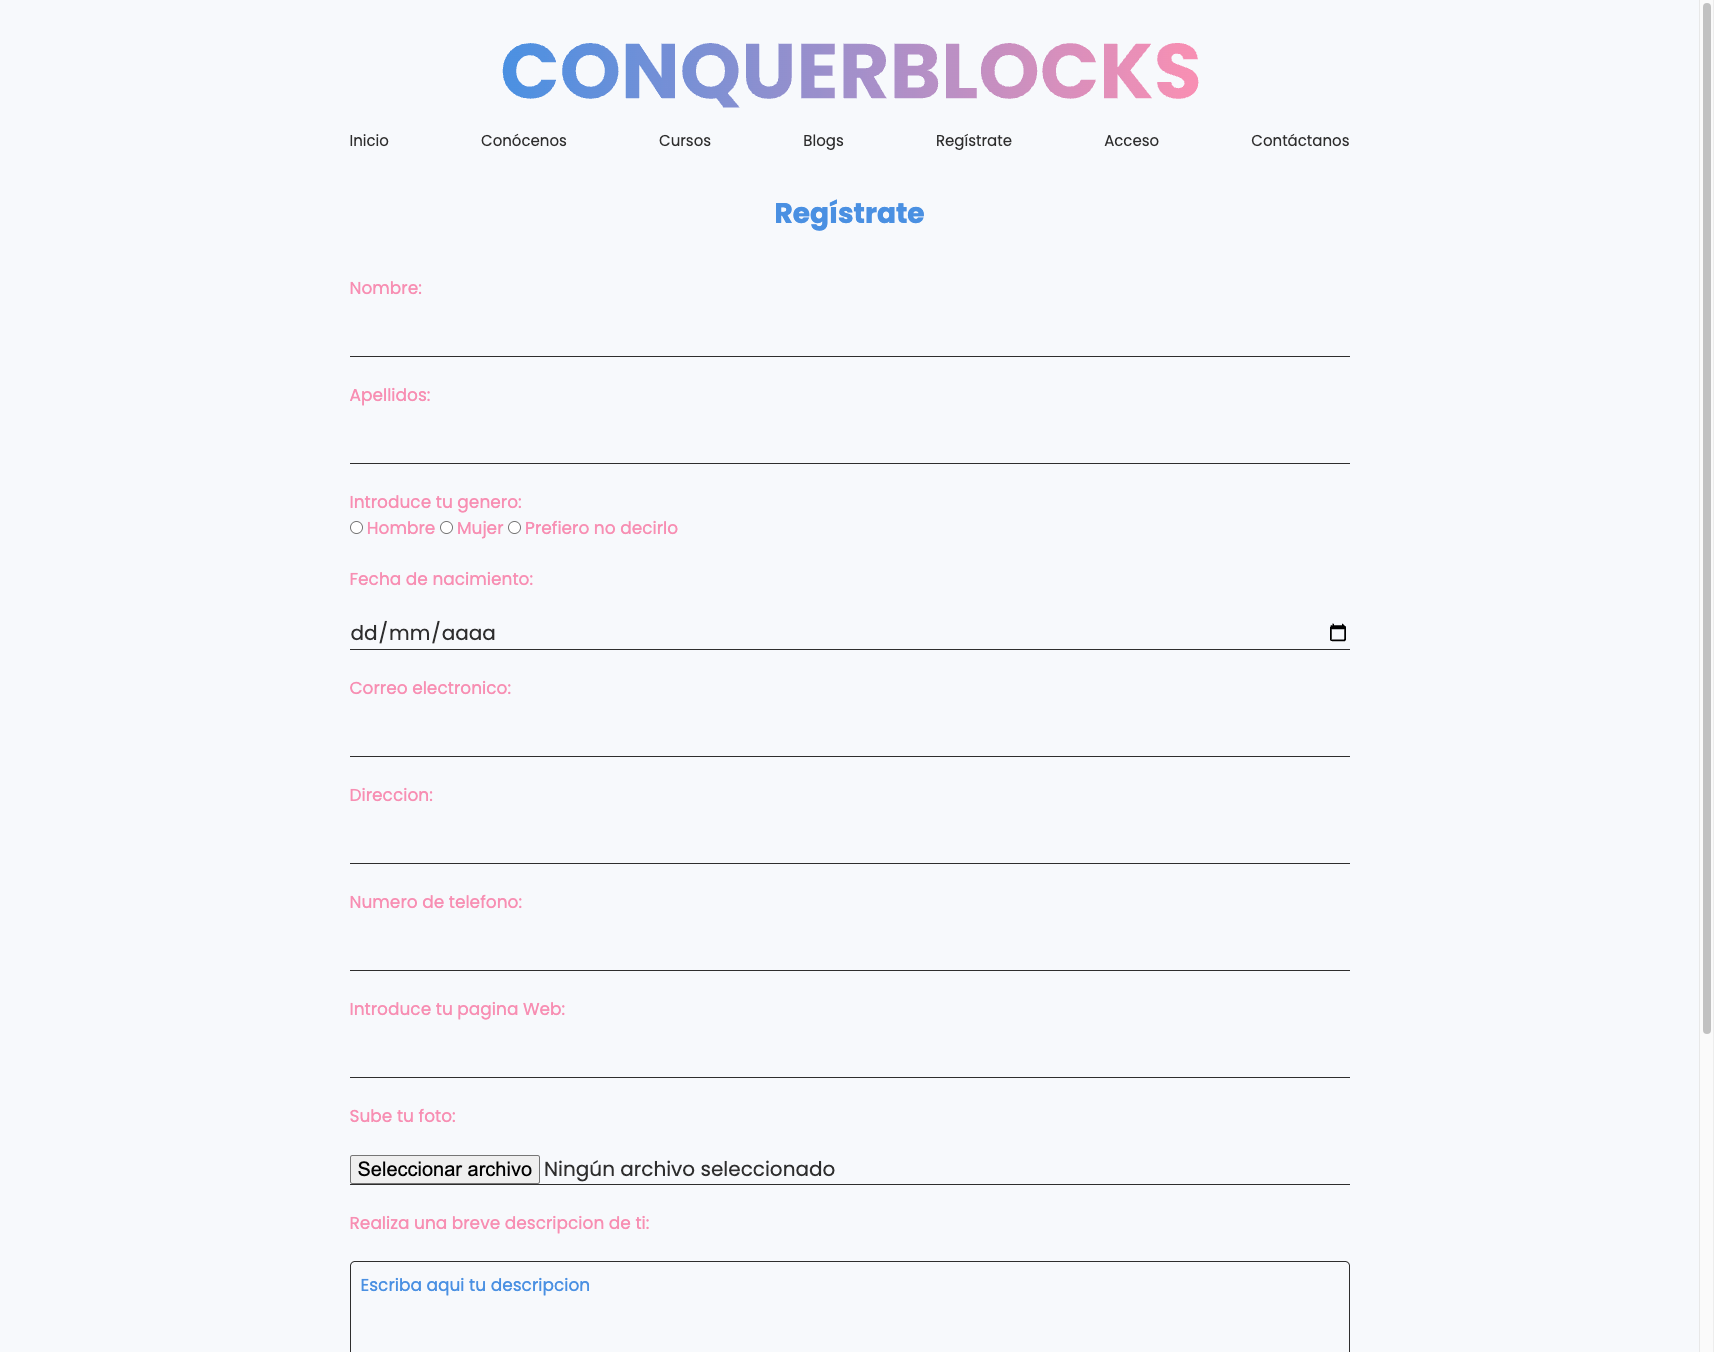 CONQUERBLOCKS
Inicio Conócenos Cursos Blogs Regístrate Acceso Contáctanos
Regístrate
Nombre:
Apellidos:
Introduce tu genero:
Hombre Mujer Prefiero no decirlo
Fecha de nacimiento:
dd/mm/aaaa
Correo electronico:
Direccion:
Numero de telefono:
Introduce tu pagina Web:
Sube tu foto:
Seleccionar archivo Ningún archivo seleccionado
Realiza una breve descripcion de ti:
Escriba aqui tu descripcion